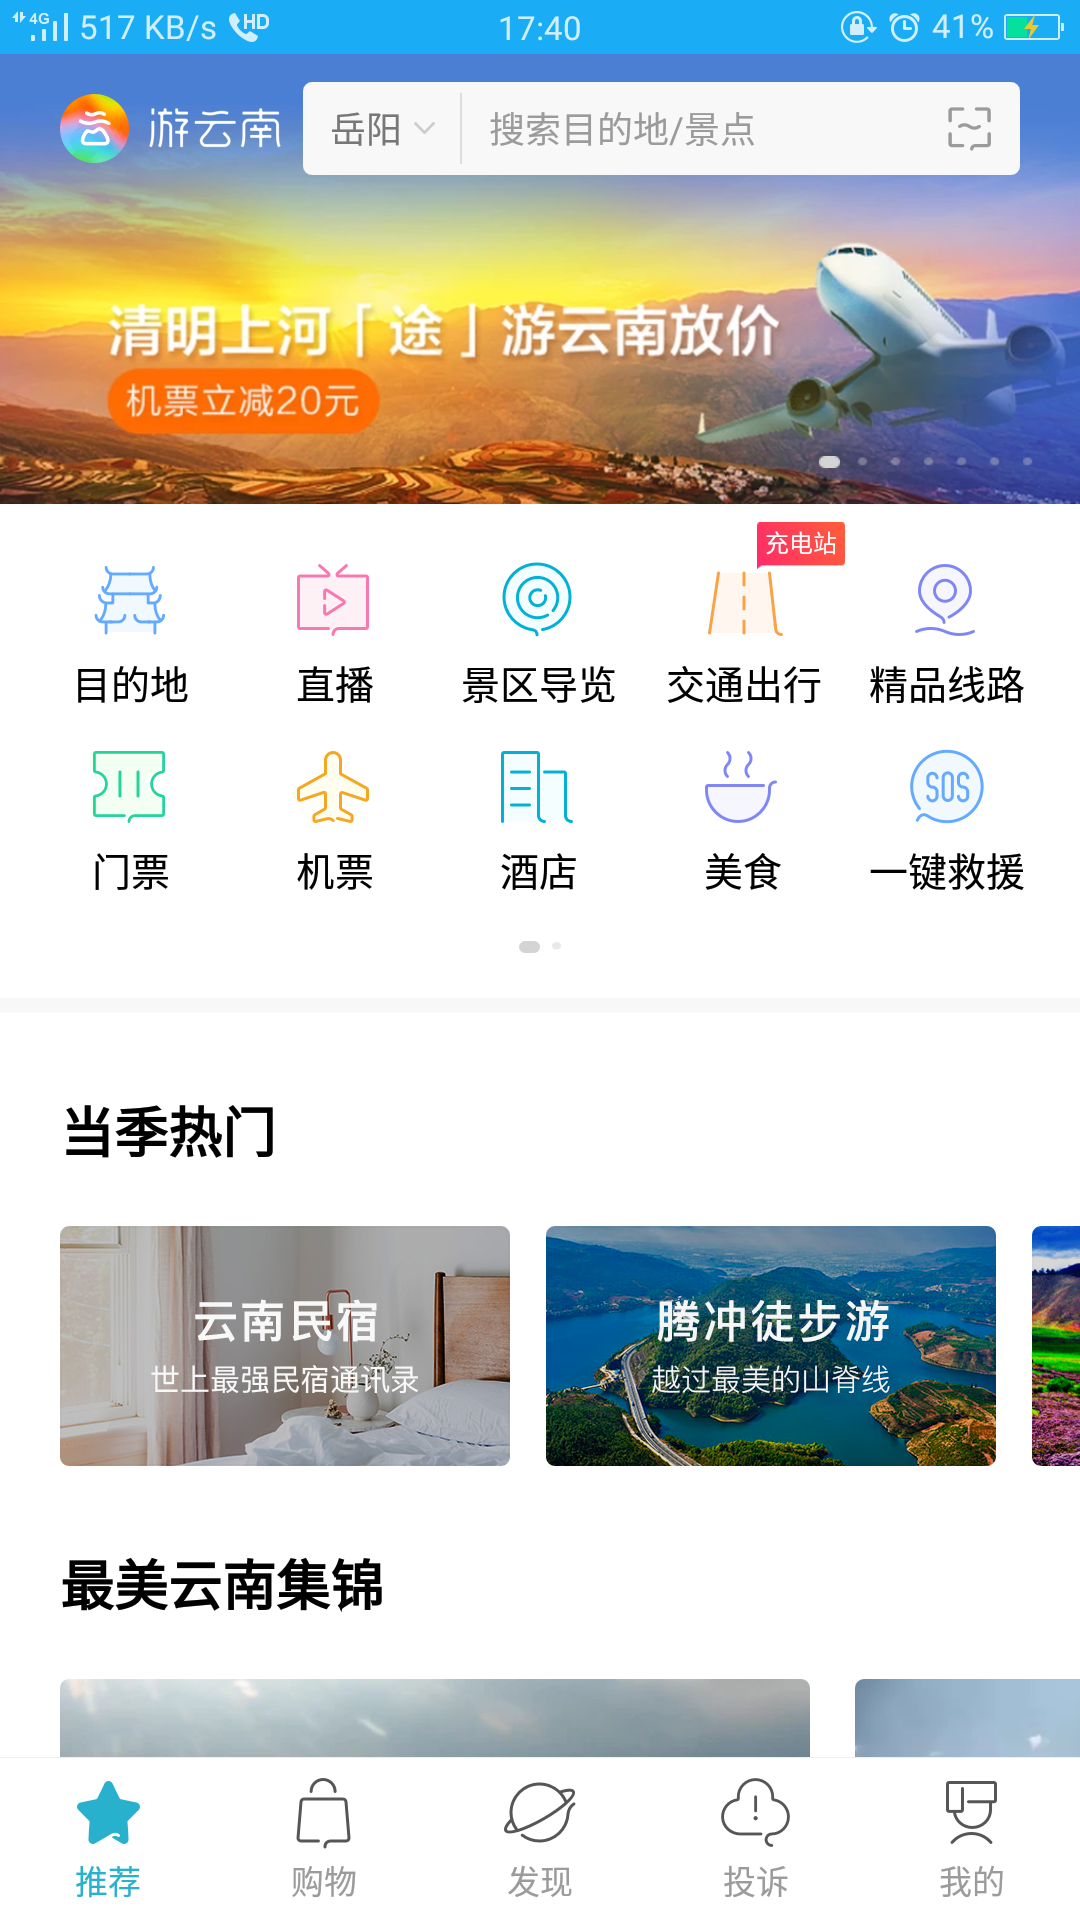 4G 517 KB/s HD 17:40 41%
游云南 岳阳 搜索目的地/景点
清明上河「途」游云南放价
机票立减20元
充电站
目的地 直播 景区导览 交通出行 精品线路
SOS
门票 机票 酒店 美食 一键救援
当季热门
云南民宿 腾冲徒步游
世上最强民宿通讯录 越过最美的山脊线
最美云南集锦
推荐 购物 发现 投诉 我的